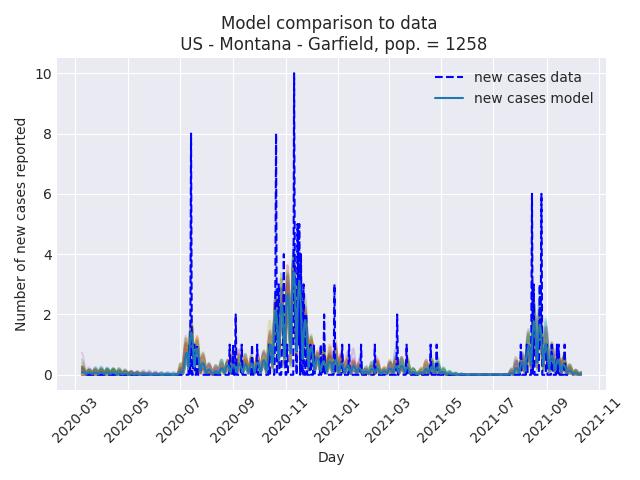 Model comparison to data
US - Montana - Garfield, pop. = 1258
new cases data
new cases model
Number of new cases reported
10
8
6
4
2
0
2020-03
2020-05
2020-07
2020-09
2020-11
2021-01
2021-03
2021-05
2021-07
2021-09
2021-11
Day